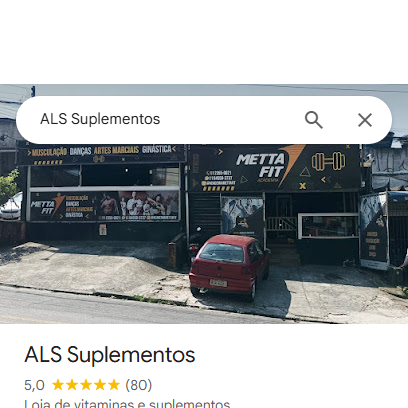 ALS Suplementos
MUSCULAÇÃO DANÇAS ARTES MARCIAIS GINÁSTICA
METTA
FIT
ACADEMIA
METTA
FIT
MUSCULAÇÃO
DANÇAS
ARTES MARCIAIS
GINÁSTICA
ALS Suplementos
5,0 (80)
Loja de vitaminas e suplementos